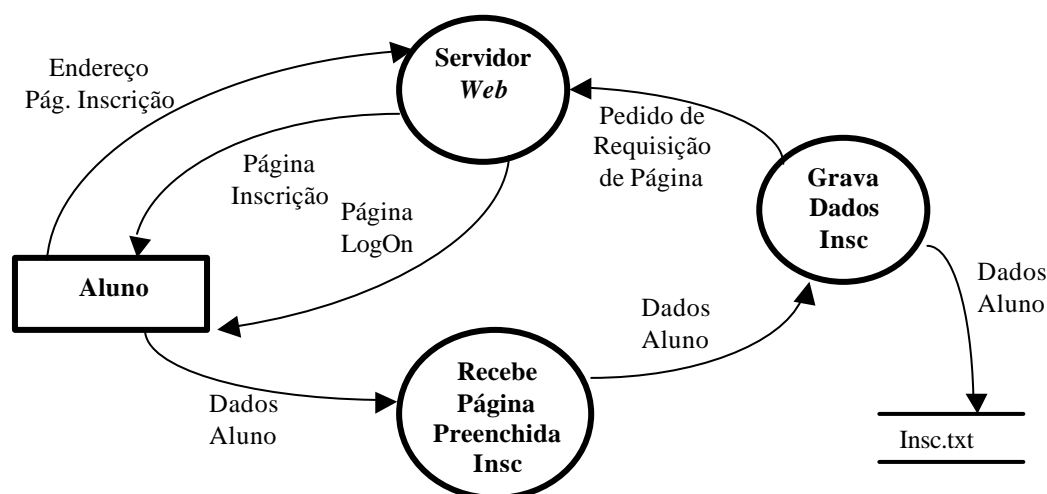 Endereço
Pág. Inscrição
Servidor
Web
Pedido de
Requisição
de Página
Página
Inscrição
Página
LogOn
Grava
Dados
Insc
Aluno
Dados
Aluno
Dados
Aluno
Recebe
Página
Preenchida
Insc
Dados
Aluno
Insc.txt